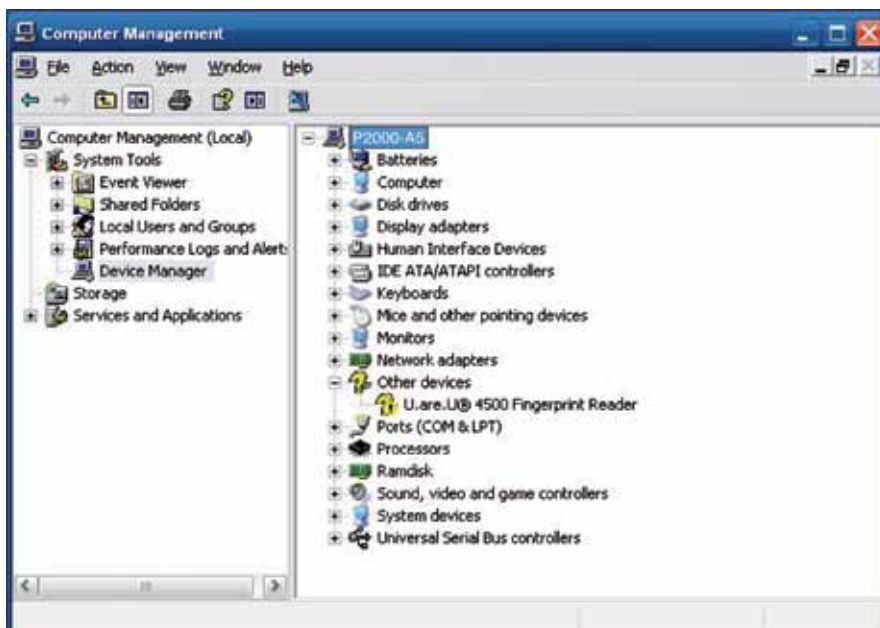 Computer Management
File Action View Window Help
Computer Management (Local)
System Tools
Event Viewer
Shared Folders
Local Users and Groups
Performance Logs and Alerts
Device Manager
Storage
Services and Applications
P2000-A5
Batteries
Computer
Disk drives
Display adapters
Human Interface Devices
IDE ATA/ATAPI controllers
Keyboards
Mice and other pointing devices
Monitors
Network adapters
Other devices
U.are.U® 4500 Fingerprint Reader
Ports (COM & LPT)
Processors
Ramdisk
Sound, video and game controllers
System devices
Universal Serial Bus controllers